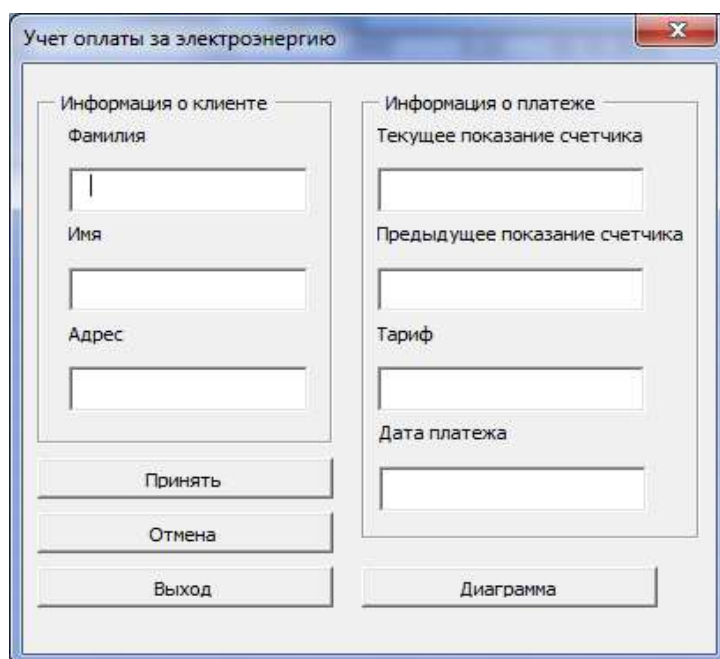 Учет оплаты за электроэнергию
Информация о клиенте
Фамилия
Имя
Адрес
Информация о платеже
Текущее показание счетчика
Предыдущее показание счетчика
Тариф
Дата платежа
Принять
Отмена
Выход
Диаграмма